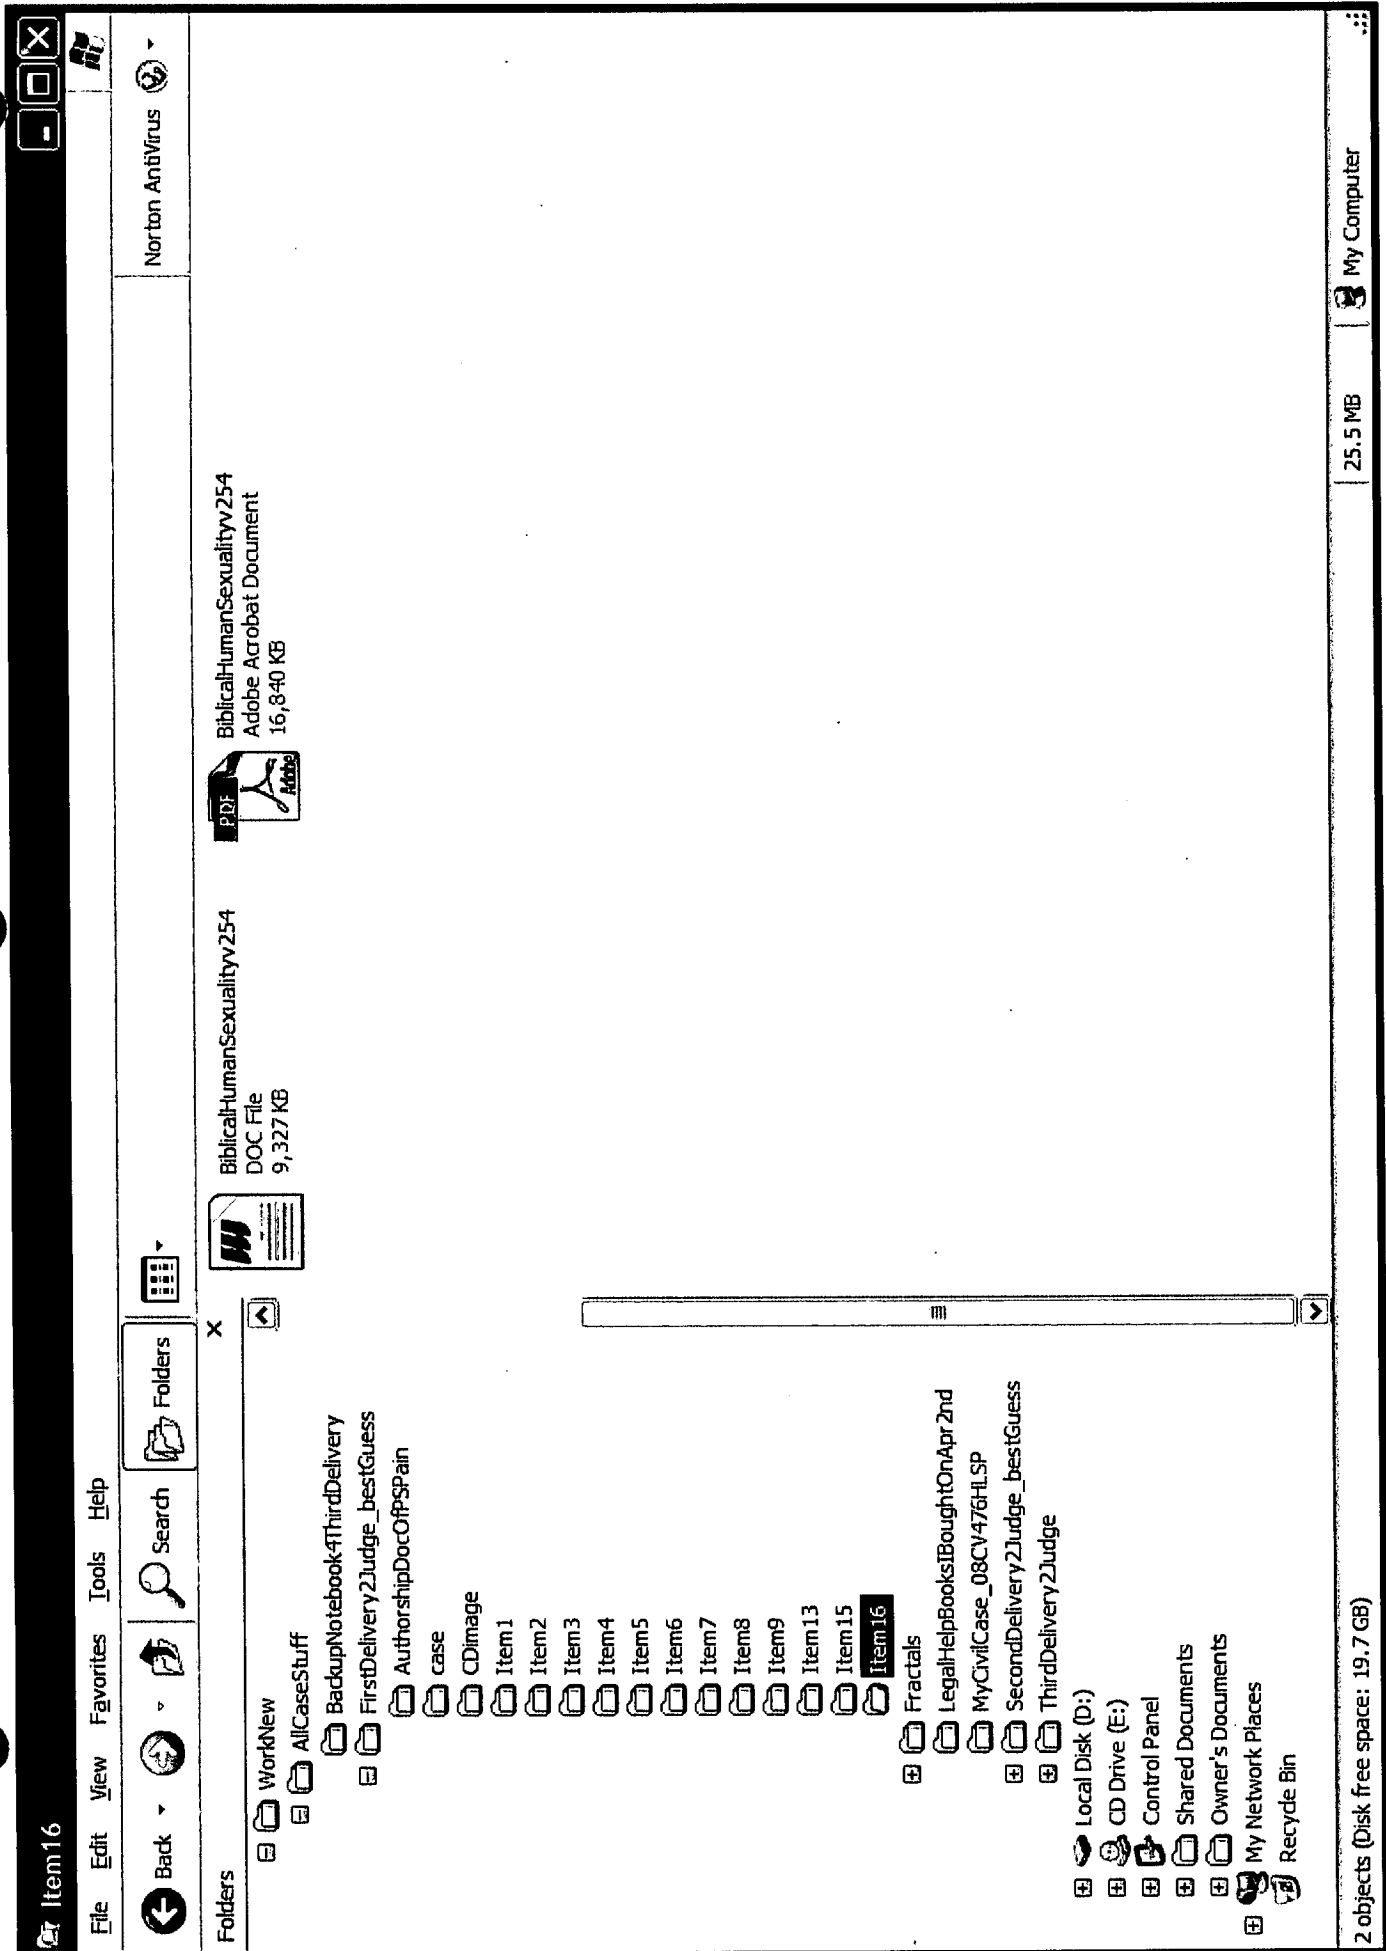 Item16
File Edit View Favorites Tools Help
Back Search Folders Norton AntiVirus
Folders
WorkNew
AllCaseStuff
BackupNotebook4ThirdDelivery
FirstDelivery2Judge_bestGuess
AuthorshipDocOfPSPain
case
CDimage
Item1
Item2
Item3
Item4
Item5
Item6
Item7
Item8
Item9
Item13
Item15
Item16
Fractals
LegalHelpBooksIBoughtOnApr2nd
MyCivilCase_08CV476HLSP
SecondDelivery2Judge_bestGuess
ThirdDelivery2Judge
Local Disk (D:)
CD Drive (E:)
Control Panel
Shared Documents
Owner's Documents
My Network Places
Recycle Bin
BiblicalHumanSexualityv254
DOC File
9,327 KB
PDF
Adobe
BiblicalHumanSexualityv254
Adobe Acrobat Document
16,840 KB
2 objects (Disk free space: 19.7 GB) 25.5 MB My Computer